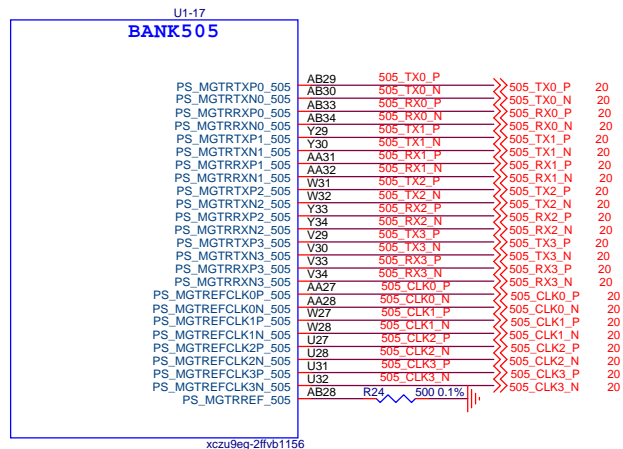 U1-17
BANK505
PS_MGTRTXP0_505 AB29 505_TX0_P 505_TX0_P 20
PS_MGTRTXN0_505 AB30 505_TX0_N 505_TX0_N 20
PS_MGTRRXP0_505 AB33 505_RX0_P 505_RX0_P 20
PS_MGTRRXN0_505 AB34 505_RX0_N 505_RX0_N 20
PS_MGTRTXP1_505 Y29 505_TX1_P 505_TX1_P 20
PS_MGTRTXN1_505 Y30 505_TX1_N 505_TX1_N 20
PS_MGTRRXP1_505 AA31 505_RX1_P 505_RX1_P 20
PS_MGTRRXN1_505 AA32 505_RX1_N 505_RX1_N 20
PS_MGTRTXP2_505 W31 505_TX2_P 505_TX2_P 20
PS_MGTRTXN2_505 W32 505_TX2_N 505_TX2_N 20
PS_MGTRRXP2_505 Y33 505_RX2_P 505_RX2_P 20
PS_MGTRRXN2_505 Y34 505_RX2_N 505_RX2_N 20
PS_MGTRTXP3_505 V29 505_TX3_P 505_TX3_P 20
PS_MGTRTXN3_505 V30 505_TX3_N 505_TX3_N 20
PS_MGTRRXP3_505 V33 505_RX3_P 505_RX3_P 20
PS_MGTRRXN3_505 V34 505_RX3_N 505_RX3_N 20
PS_MGTREFCLK0P_505 AA27 505_CLK0_P 505_CLK0_P 20
PS_MGTREFCLK0N_505 AA28 505_CLK0_N 505_CLK0_N 20
PS_MGTREFCLK1P_505 W27 505_CLK1_P 505_CLK1_P 20
PS_MGTREFCLK1N_505 W28 505_CLK1_N 505_CLK1_N 20
PS_MGTREFCLK2P_505 U27 505_CLK2_P 505_CLK2_P 20
PS_MGTREFCLK2N_505 U28 505_CLK2_N 505_CLK2_N 20
PS_MGTREFCLK3P_505 U31 505_CLK3_P 505_CLK3_P 20
PS_MGTREFCLK3N_505 U32 505_CLK3_N 505_CLK3_N 20
PS_MGTRREF_505 AB28 R24 500 0.1%
xczu9eg-2ffvb1156